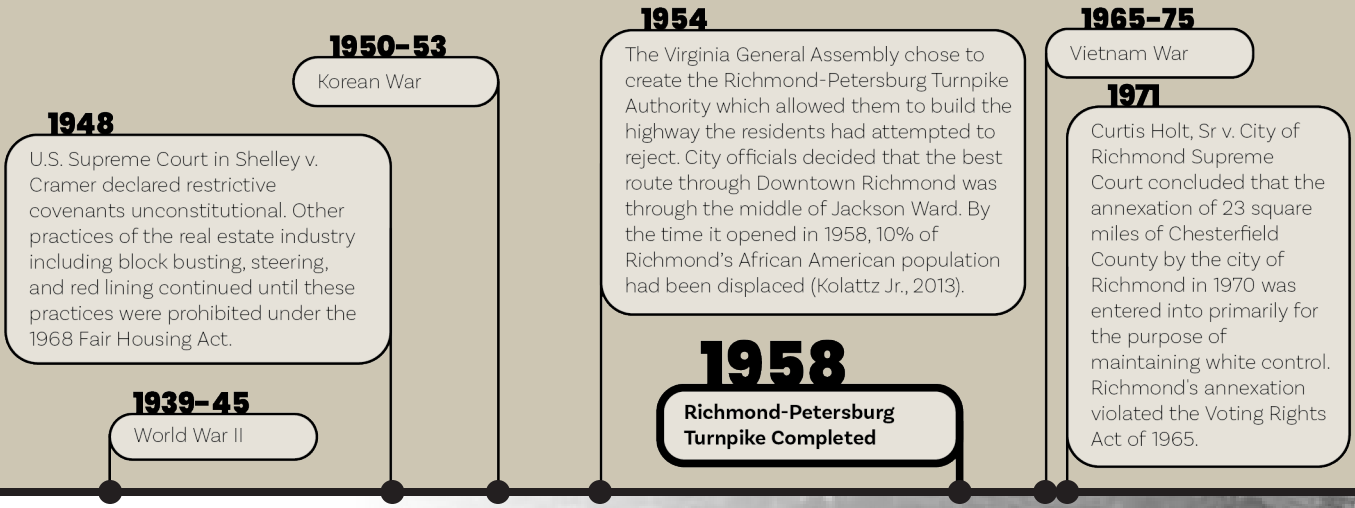 1939-45
World War II
1948
U.S. Supreme Court in Shelley v.
Cramer declared restrictive
covenants unconstitutional. Other
practices of the real estate industry
including block busting, steering,
and red lining continued until these
practices were prohibited under the
1968 Fair Housing Act.
1950-53
Korean War
1954
The Virginia General Assembly chose to
create the Richmond-Petersburg Turnpike
Authority which allowed them to build the
highway the residents had attempted to
reject. City officials decided that the best
route through Downtown Richmond was
through the middle of Jackson Ward. By
the time it opened in 1958, 10% of
Richmond's African American population
had been displaced (Kolattz Jr., 2013).
1958
Richmond-Petersburg
Turnpike Completed
1965-75
Vietnam War
1971
Curtis Holt, Sr v. City of
Richmond Supreme
Court concluded that the
annexation of 23 square
miles of Chesterfield
County by the city of
Richmond in 1970 was
entered into primarily for
the purpose of
maintaining white control.
Richmond's annexation
violated the Voting Rights
Act of 1965.